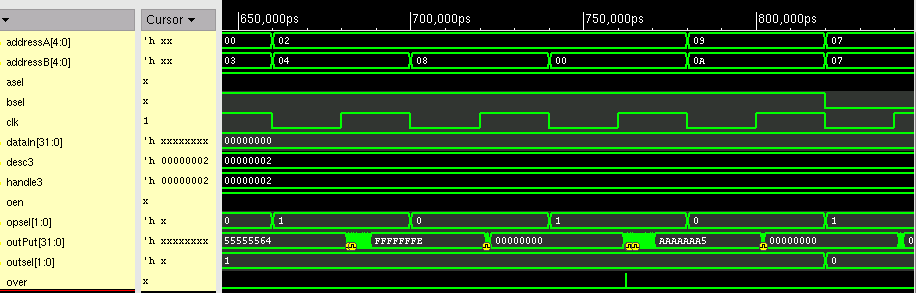 Cursor 650,000ps 700,000ps 750,000ps 800,000ps
addressA[4:0] 'h xx 00 02 09 07
addressB[4:0] 'h xx 03 04 08 00 0A 07
asel x
bsel x
clk 1
dataIn[31:0] 'h xxxxxxxx 00000000
desc3 'h 00000002 00000002
handle3 'h 00000002 00000002
oen x
opsel[1:0] 'h x 0 1 0 1 0 1
outPut[31:0] 'h xxxxxxxx 55555564 FFFFFFFE 00000000 AAAAAAA5 00000000 0
outsel[1:0] 'h x 1 0
over x